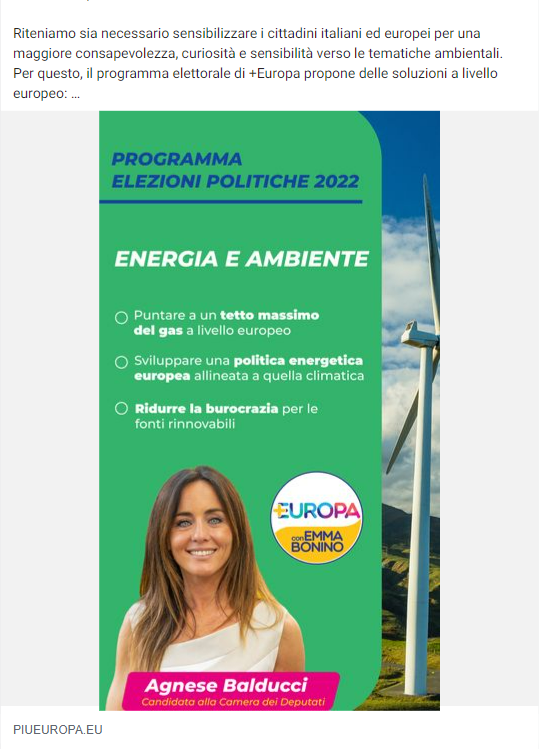 Riteniamo sia necessario sensibilizzare i cittadini italiani ed europei per una
maggiore consapevolezza, curiosità e sensibilità verso le tematiche ambientali.
Per questo, il programma elettorale di +Europa propone delle soluzioni a livello
europeo: ...
PROGRAMMA
ELEZIONI POLITICHE 2022
ENERGIA E AMBIENTE
Puntare a un tetto massimo
del gas a livello europeo
Sviluppare una politica energetica
europea allineata a quella climatica
Ridurre la burocrazia per le
fonti rinnovabili
+EUROPA
con EMMA
BONINO
Agnese Balducci
Candidata alla Camera dei Deputati
PIUEUROPA.EU